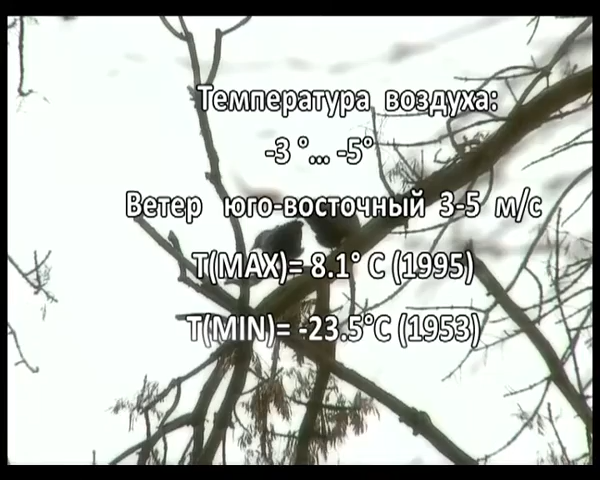 Температура воздуха:
-3 °... -5°
Ветер юго-восточный 3-5 м/с
T(MAX)= 8.1° C (1995)
T(MIN)= -23.5°C (1953)